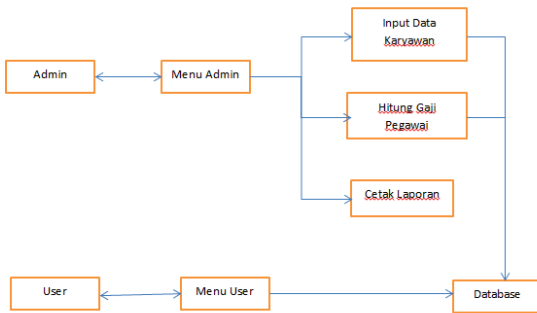 Input Data
Karyawan
Admin
Menu Admin
Hitung Gaji
Pegawai
Cetak Laporan
User
Menu User
Database